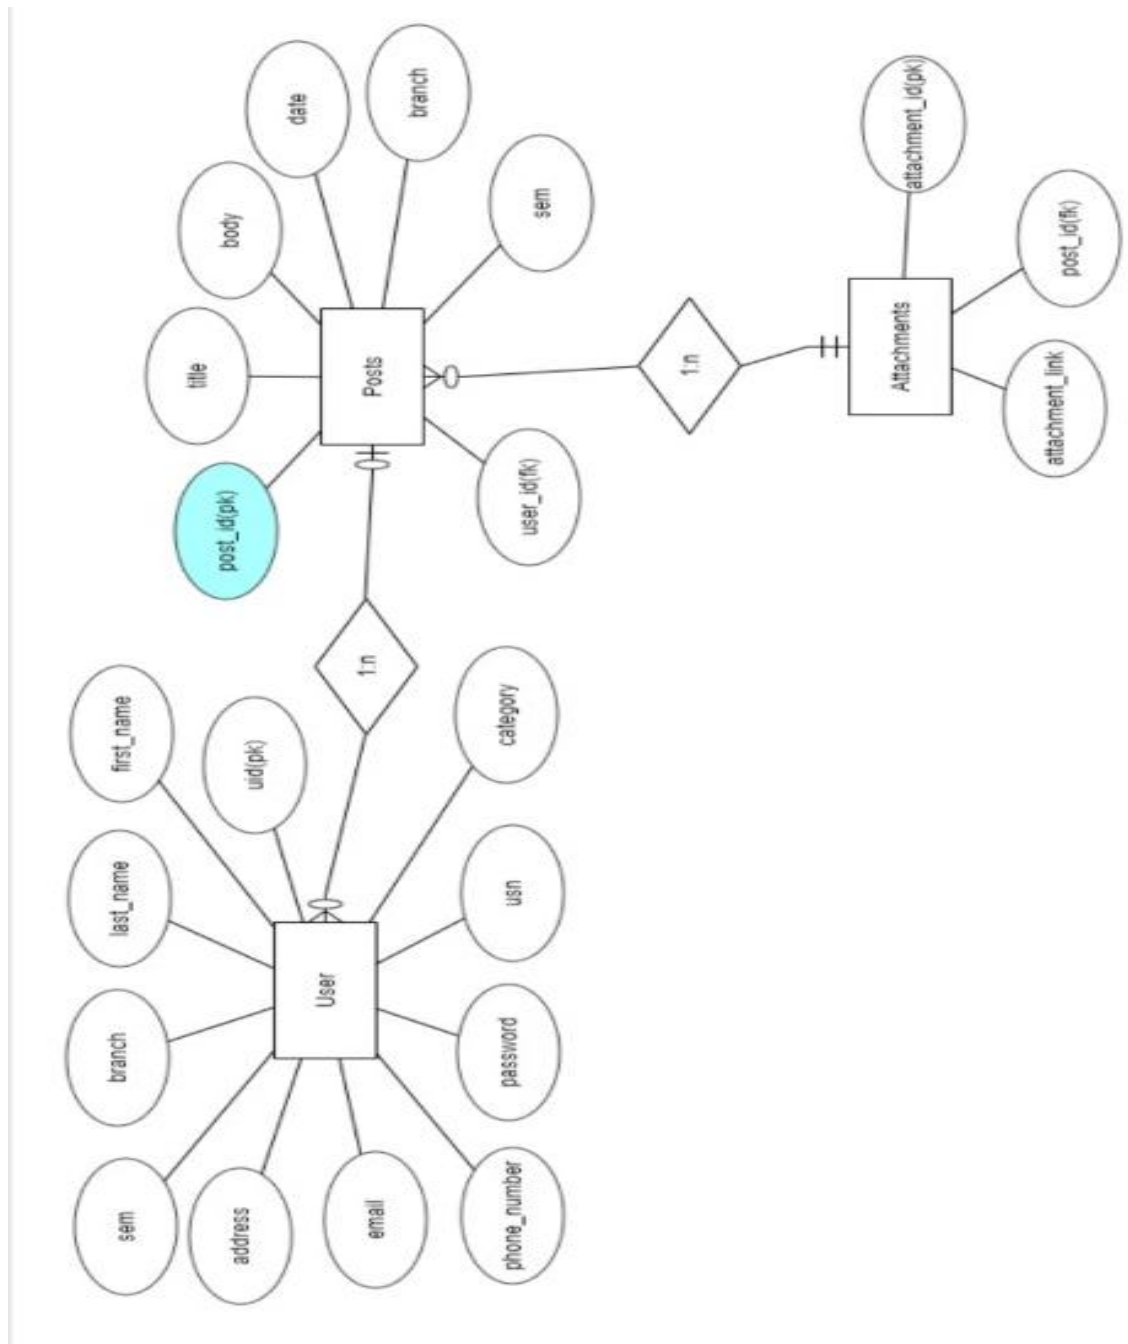 first_name
last_name
branch
sem
address
email
phone_number
password
usn
category
uid(pk)
User
1:n
post_id(pk)
title
body
date
branch
sem
user_id(fk)
Posts
1:n
attachment_id(pk)
post_id(fk)
attachment_link
Attachments